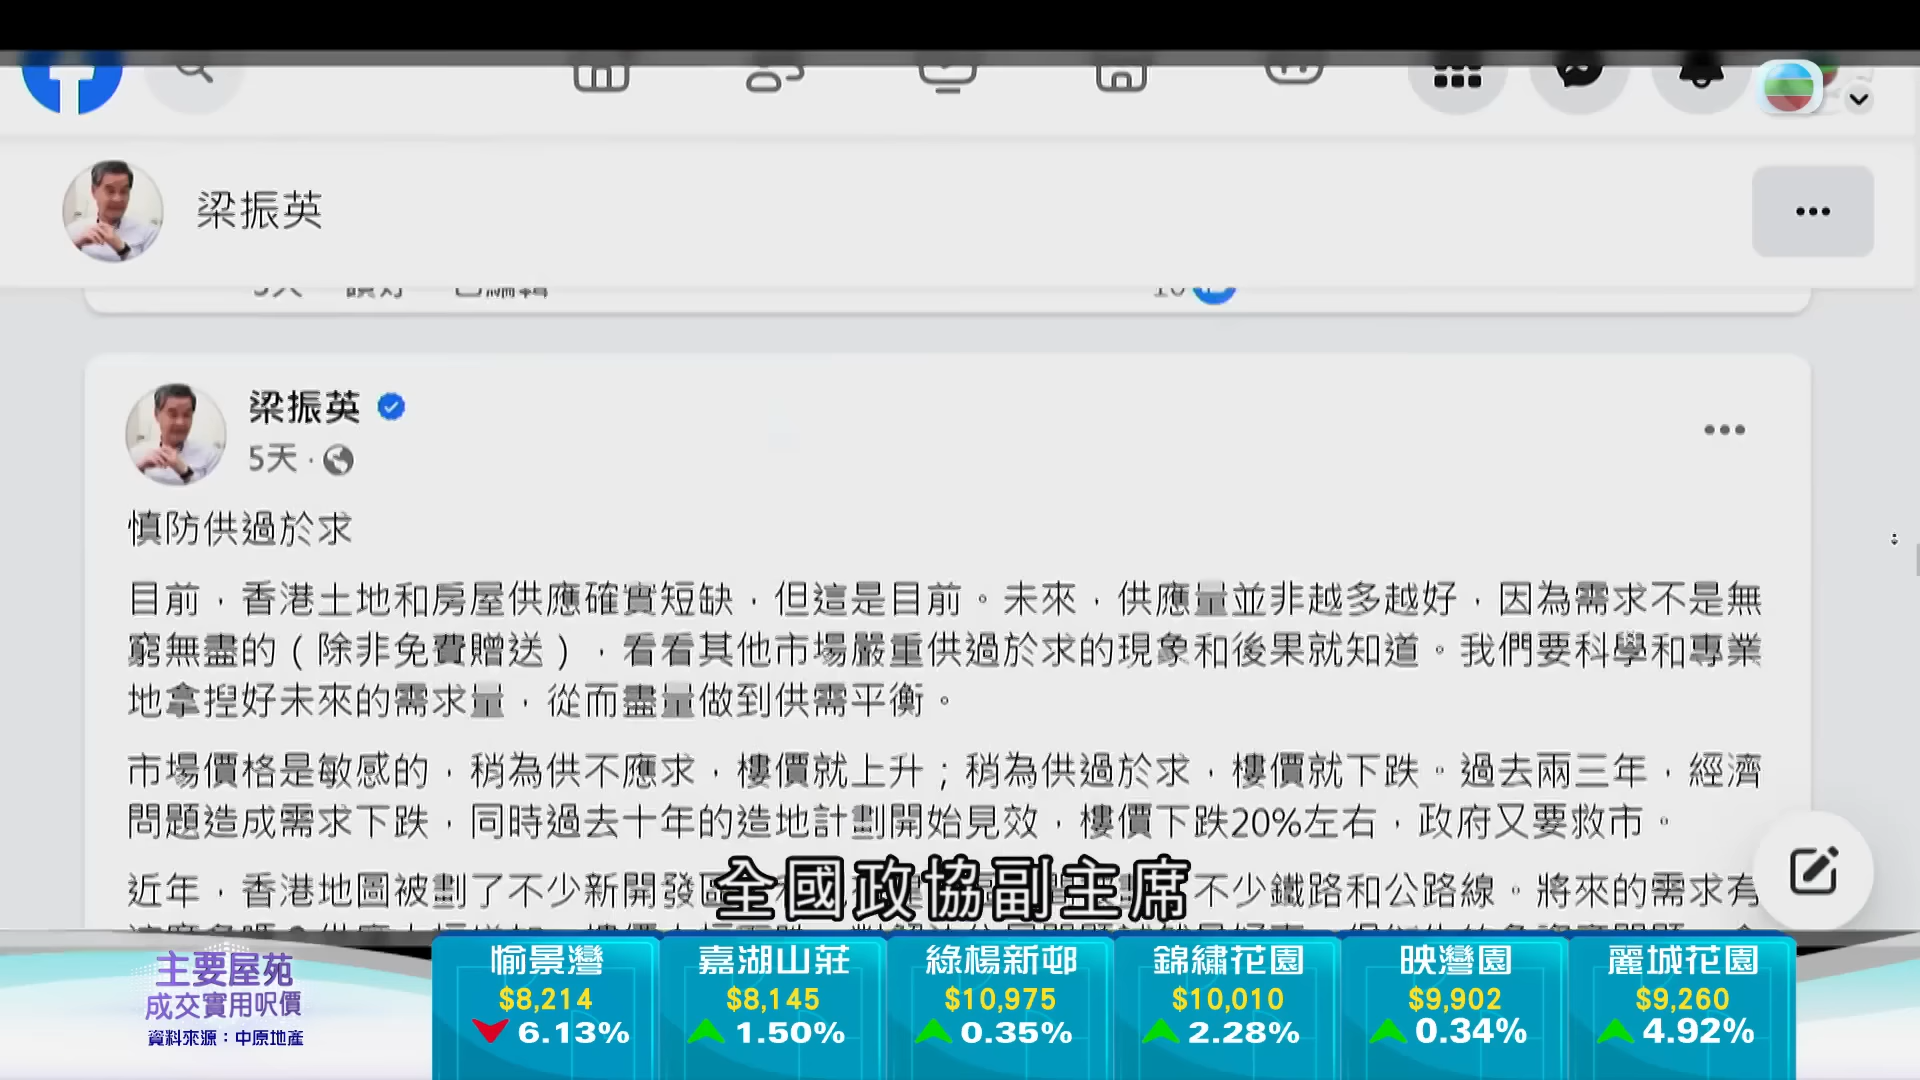 梁振英
梁振英
5天
慎防供過於求
目前，香港土地和房屋供應確實短缺，但這是目前。未來，供應量並非越多越好，因為需求不是無
窮無盡的（除非免費贈送），看看其他市場嚴重供過於求的現象和後果就知道。我們要科學和專業
地拿捏好未來的需求量，從而盡量做到供需平衡。
市場價格是敏感的，稍為供不應求，樓價就上升；稍為供過於求，樓價就下跌。過去兩三年，經濟
問題造成需求下跌，同時過去十年的造地計劃開始見效，樓價下跌20%左右，政府又要救市。
近年，香港地圖被劃了不少新開發區 不少鐵路和公路線。將來的需求有
全國政協副主席
主要屋苑
成交實用呎價
資料來源：中原地產
愉景灣
$8,214
6.13%
嘉湖山莊
$8,145
1.50%
綠楊新邨
$10,975
0.35%
錦繡花園
$10,010
2.28%
映灣園
$9,902
0.34%
麗城花園
$9,260
4.92%